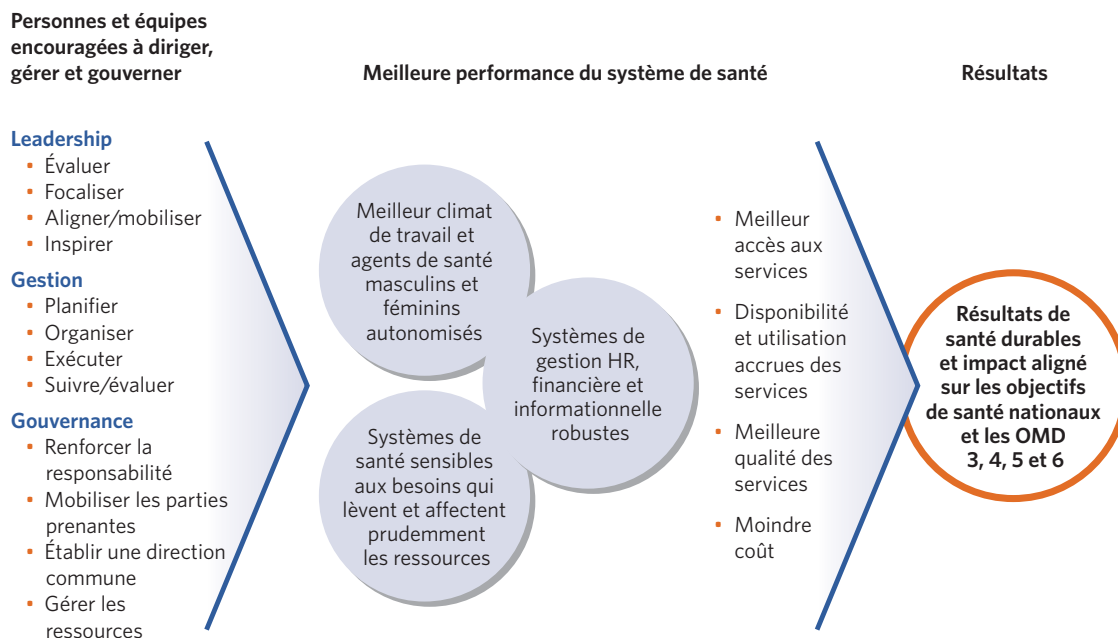 Personnes et équipes
encouragées à diriger,
gérer et gouverner
Meilleure performance du système de santé
Résultats
Leadership
• Évaluer
• Focaliser
• Aligner/mobiliser
• Inspirer
Gestion
• Planifier
• Organiser
• Exécuter
• Suivre/évaluer
Gouvernance
• Renforcer la
responsabilité
• Mobiliser les parties
prenantes
• Établir une direction
commune
• Gérer les
ressources
Meilleur climat
de travail et
agents de santé
masculins et
féminins
autonomisés
Systèmes de
gestion HR,
financière et
informationnelle
robustes
Systèmes de
santé sensibles
aux besoins qui
lèvent et affectent
prudemment
les ressources
• Meilleur
accès aux
services
• Disponibilité
et utilisation
accrues des
services
• Meilleure
qualité des
services
• Moindre
coût
Résultats de
santé durables
et impact aligné
sur les objectifs
de santé nationaux
et les OMD
3, 4, 5 et 6